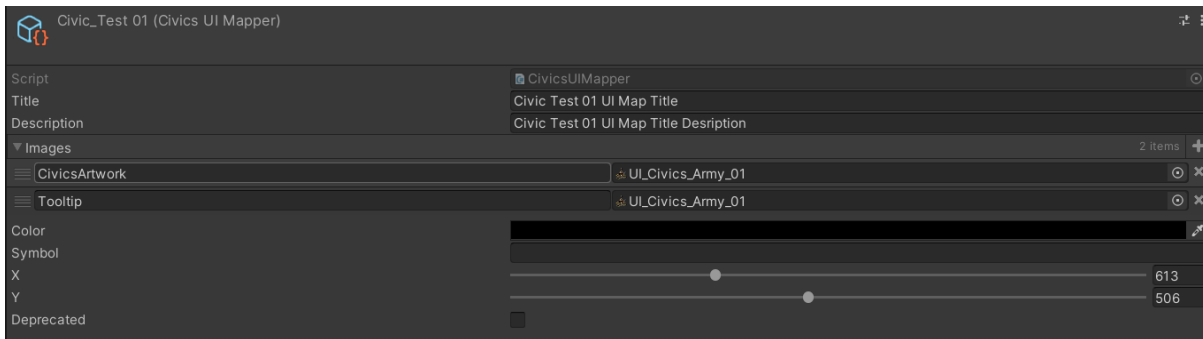 Civic_Test 01 (Civics UI Mapper)
Script CivicsUIMapper
Title Civic Test 01 UI Map Title
Description Civic Test 01 UI Map Title Desription
Images 2 items
CivicsArtwork UI_Civics_Army_01
Tooltip UI_Civics_Army_01
Color
Symbol
X 613
Y 506
Deprecated